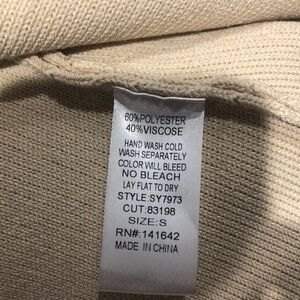 60%POLYESTER
40%VISCOSE
HAND WASH COLD
WASH SEPARATELY
COLOR WILL BLEED
NO BLEACH
LAY FLAT TO DRY
STYLE:SY7973
CUT:83198
SIZE:S
RN#:141642
MADE IN CHINA